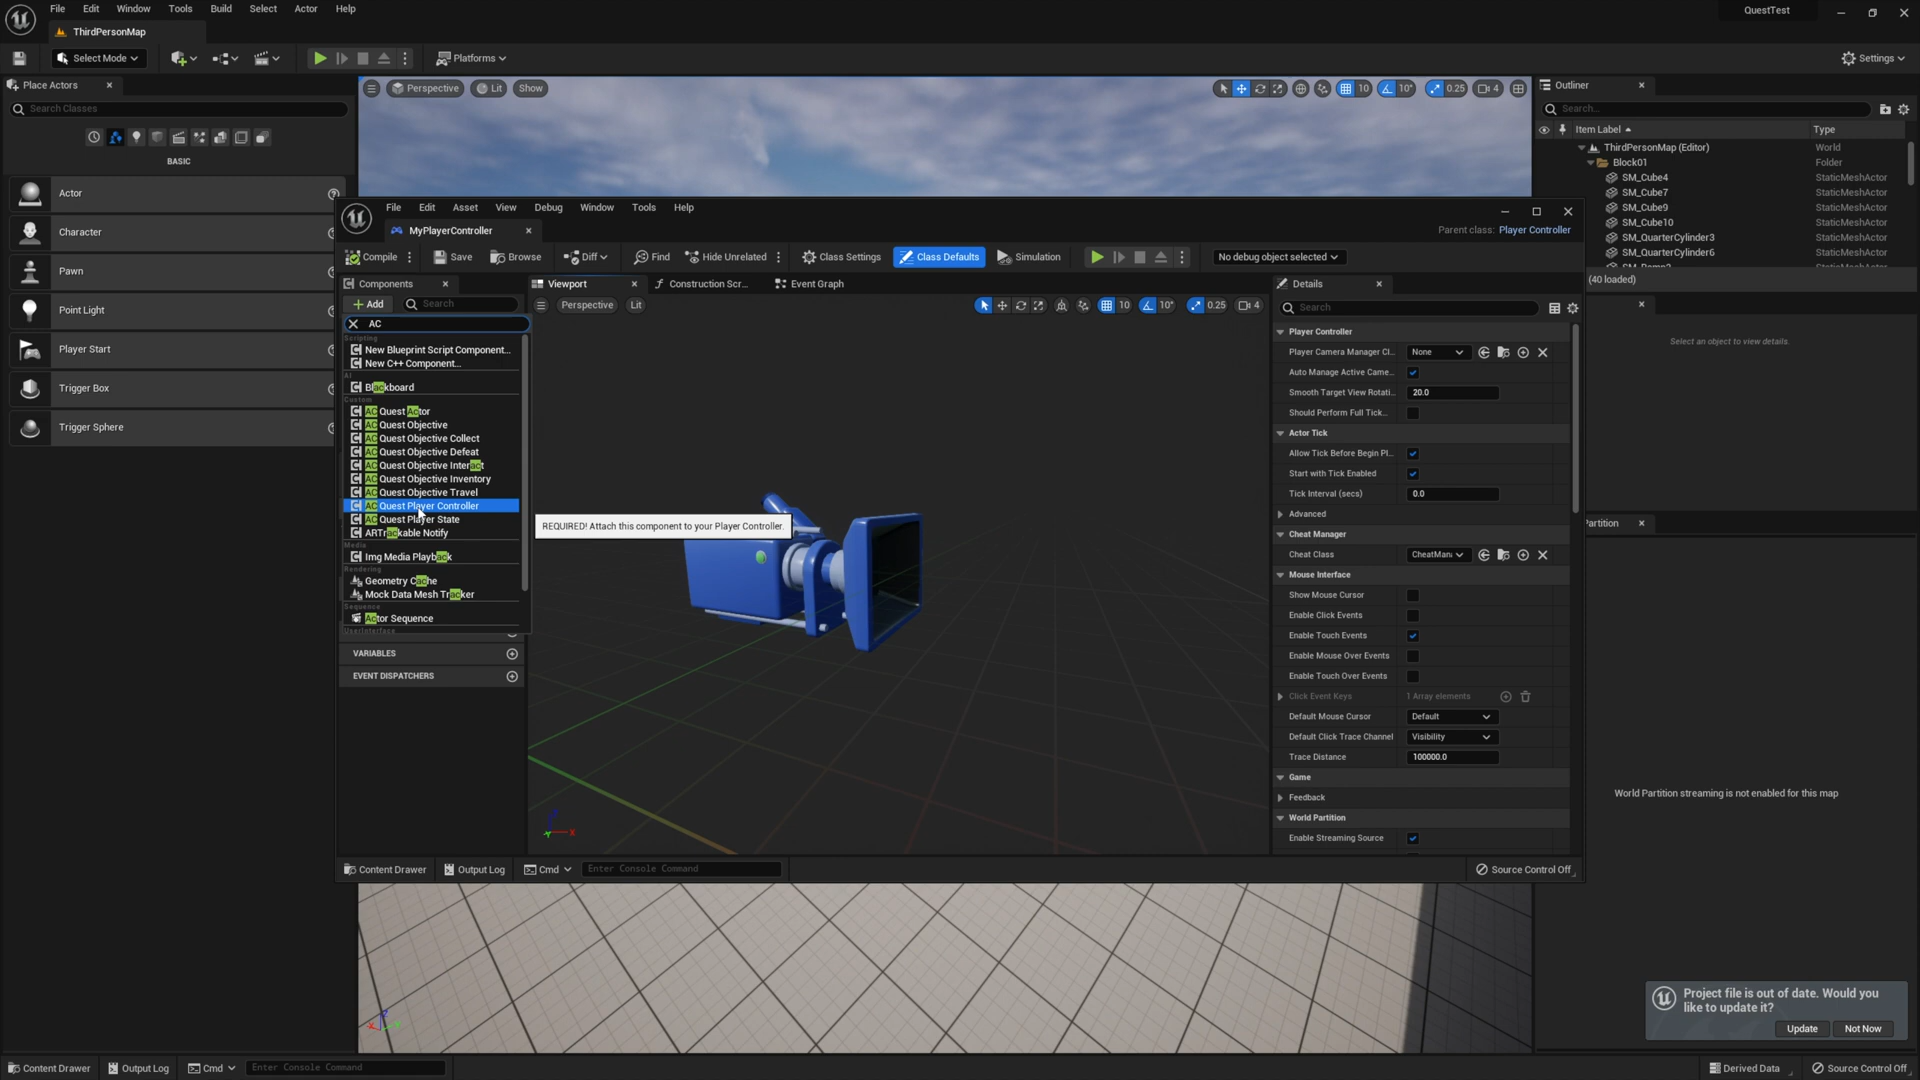 File Edit Window Tools Build Select Actor Help
QuestTest
ThirdPersonMap
Select Mode
Platforms
Settings
Place Actors
Search Classes
BASIC
Actor
Character
Pawn
Point Light
Player Start
Trigger Box
Trigger Sphere
Perspective Lit Show
10 10° 0.25 4
Outliner
Search...
Item Label Type
ThirdPersonMap (Editor) World
Block01 Folder
SM_Cube4 StaticMeshActor
SM_Cube7 StaticMeshActor
SM_Cube9 StaticMeshActor
SM_Cube10 StaticMeshActor
SM_QuarterCylinder3 StaticMeshActor
SM_QuarterCylinder6 StaticMeshActor
(40 loaded)
Select an object to view details.
Partition
World Partition streaming is not enabled for this map
File Edit Asset View Debug Window Tools Help
MyPlayerController
Parent class: Player Controller
Compile Save Browse Diff Find Hide Unrelated Class Settings Class Defaults Simulation No debug object selected
Components
Add Search
AC
Scripting
New Blueprint Script Component...
New C++ Component...
AI
Blackboard
Custom
AC Quest Actor
AC Quest Objective
AC Quest Objective Collect
AC Quest Objective Defeat
AC Quest Objective Interact
AC Quest Objective Inventory
AC Quest Objective Travel
AC Quest Player Controller
AC Quest Player State
ARTrackable Notify
Media
Img Media Playback
Rendering
Geometry Cache
Mock Data Mesh Tracker
Sequence
Actor Sequence
UserInterface
VARIABLES
EVENT DISPATCHERS
REQUIRED! Attach this component to your Player Controller.
Viewport Construction Scr... Event Graph
Perspective Lit
10 10° 0.25 4
Details
Search
Player Controller
Player Camera Manager Cl... None
Auto Manage Active Came...
Smooth Target View Rotati... 20.0
Should Perform Full Tick...
Actor Tick
Allow Tick Before Begin Pl...
Start with Tick Enabled
Tick Interval (secs) 0.0
Advanced
Cheat Manager
Cheat Class CheatMan
Mouse Interface
Show Mouse Cursor
Enable Click Events
Enable Touch Events
Enable Mouse Over Events
Enable Touch Over Events
Click Event Keys 1 Array elements
Default Mouse Cursor Default
Default Click Trace Channel Visibility
Trace Distance 100000.0
Game
Feedback
World Partition
Enable Streaming Source
Content Drawer Output Log Cmd Enter Console Command Source Control Off
Project file is out of date. Would you
like to update it?
Update Not Now
Content Drawer Output Log Cmd Enter Console Command Derived Data Source Control Off